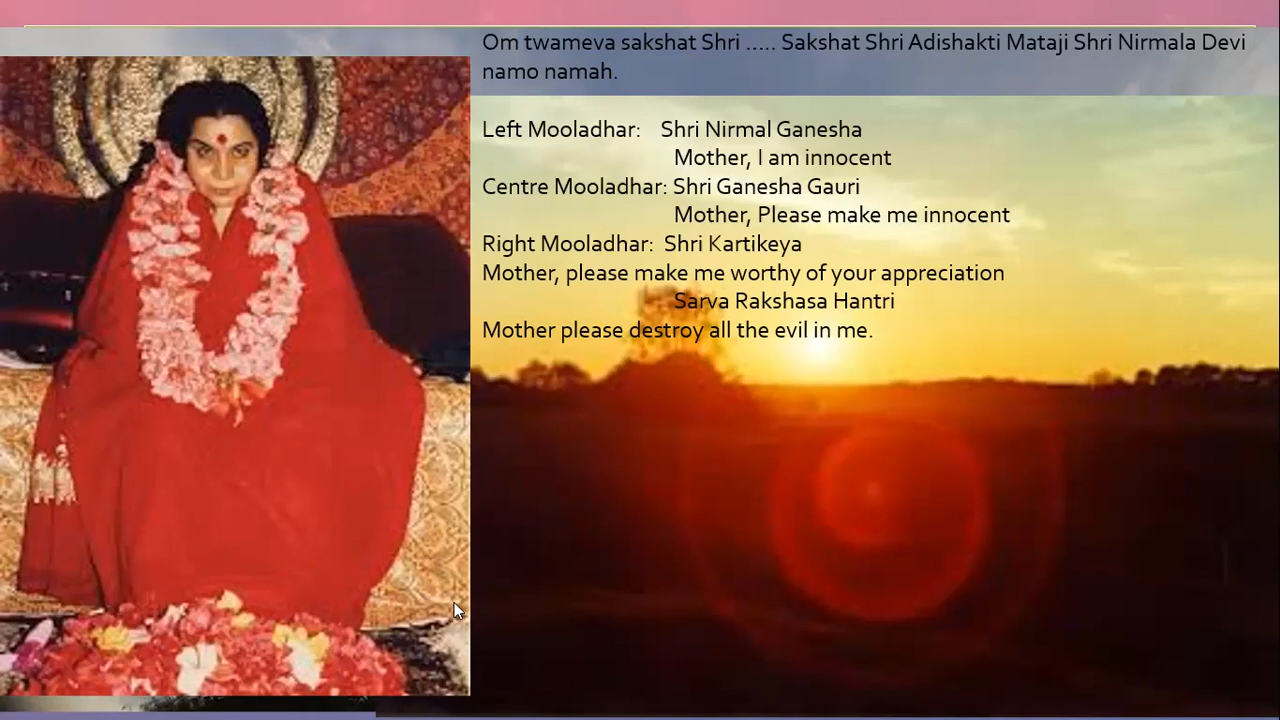 Om twameva sakshat Shri ..... Sakshat Shri Adishakti Mataji Shri Nirmala Devi
namo namah.
Left Mooladhar: Shri Nirmal Ganesha
Mother, I am innocent
Centre Mooladhar: Shri Ganesha Gauri
Mother, Please make me innocent
Right Mooladhar: Shri Kartikeya
Mother, please make me worthy of your appreciation
Sarva Rakshasa Hantri
Mother please destroy all the evil in me.